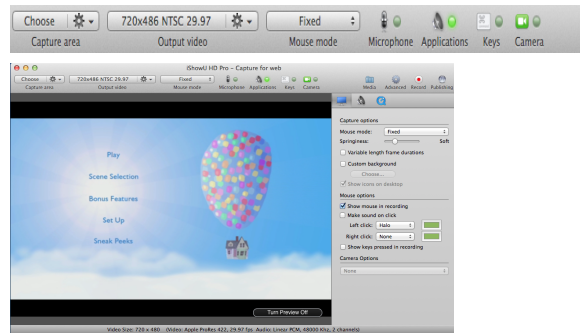 Choose 720x486 NTSC 29.97 Fixed
Capture area Output video Mouse mode Microphone Applications Keys Camera
iShowU HD Pro – Capture for web
Choose 720x486 NTSC 29.97 Fixed
Capture area Output video Mouse mode Microphone Applications Keys Camera Media Advanced Record Publishing
Capture options
Mouse mode: Fixed
Springiness: Soft
Variable length frame durations
Custom background
Choose...
Show icons on desktop
Mouse options
Show mouse in recording
Make sound on click
Left click: Halo
Right click: None
Show keys pressed in recording
Camera Options
None
Play
Scene Selection
Bonus Features
Set Up
Sneak Peeks
Turn Preview Off
Video Size: 720 x 480 (Video: Apple ProRes 422, 29.97 fps Audio: Linear PCM, 48000 Khz, 2 channels)